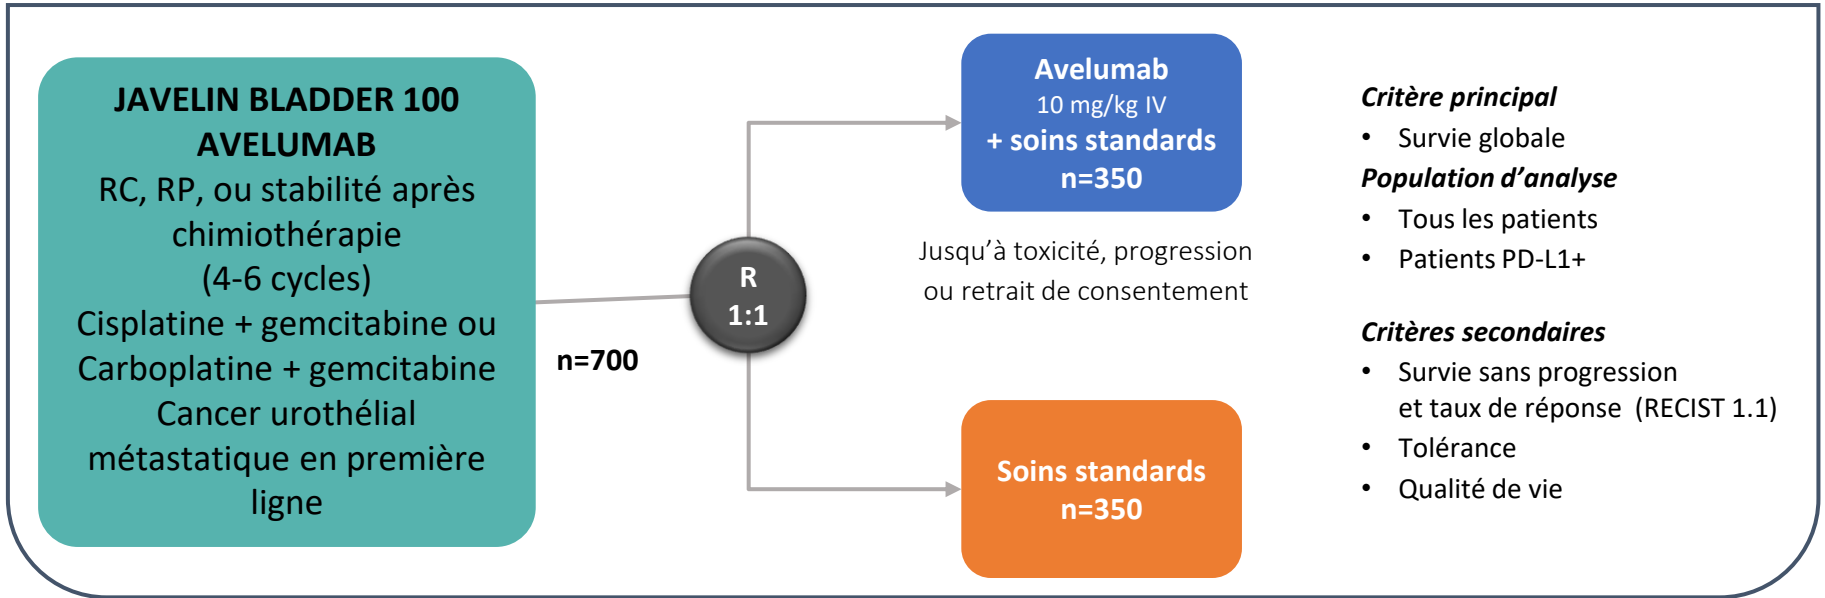 JAVELIN BLADDER 100
AVELUMAB
RC, RP, ou stabilité après
chimiothérapie
(4-6 cycles)
Cisplatine + gemcitabine ou
Carboplatine + gemcitabine
Cancer urothélial
métastatique en première
ligne
n=700
R
1:1
Avelumab
10 mg/kg IV
+ soins standards
n=350
Jusqu’à toxicité, progression
ou retrait de consentement
Soins standards
n=350
Critère principal
• Survie globale
Population d’analyse
• Tous les patients
• Patients PD-L1+
Critères secondaires
• Survie sans progression
et taux de réponse (RECIST 1.1)
• Tolérance
• Qualité de vie